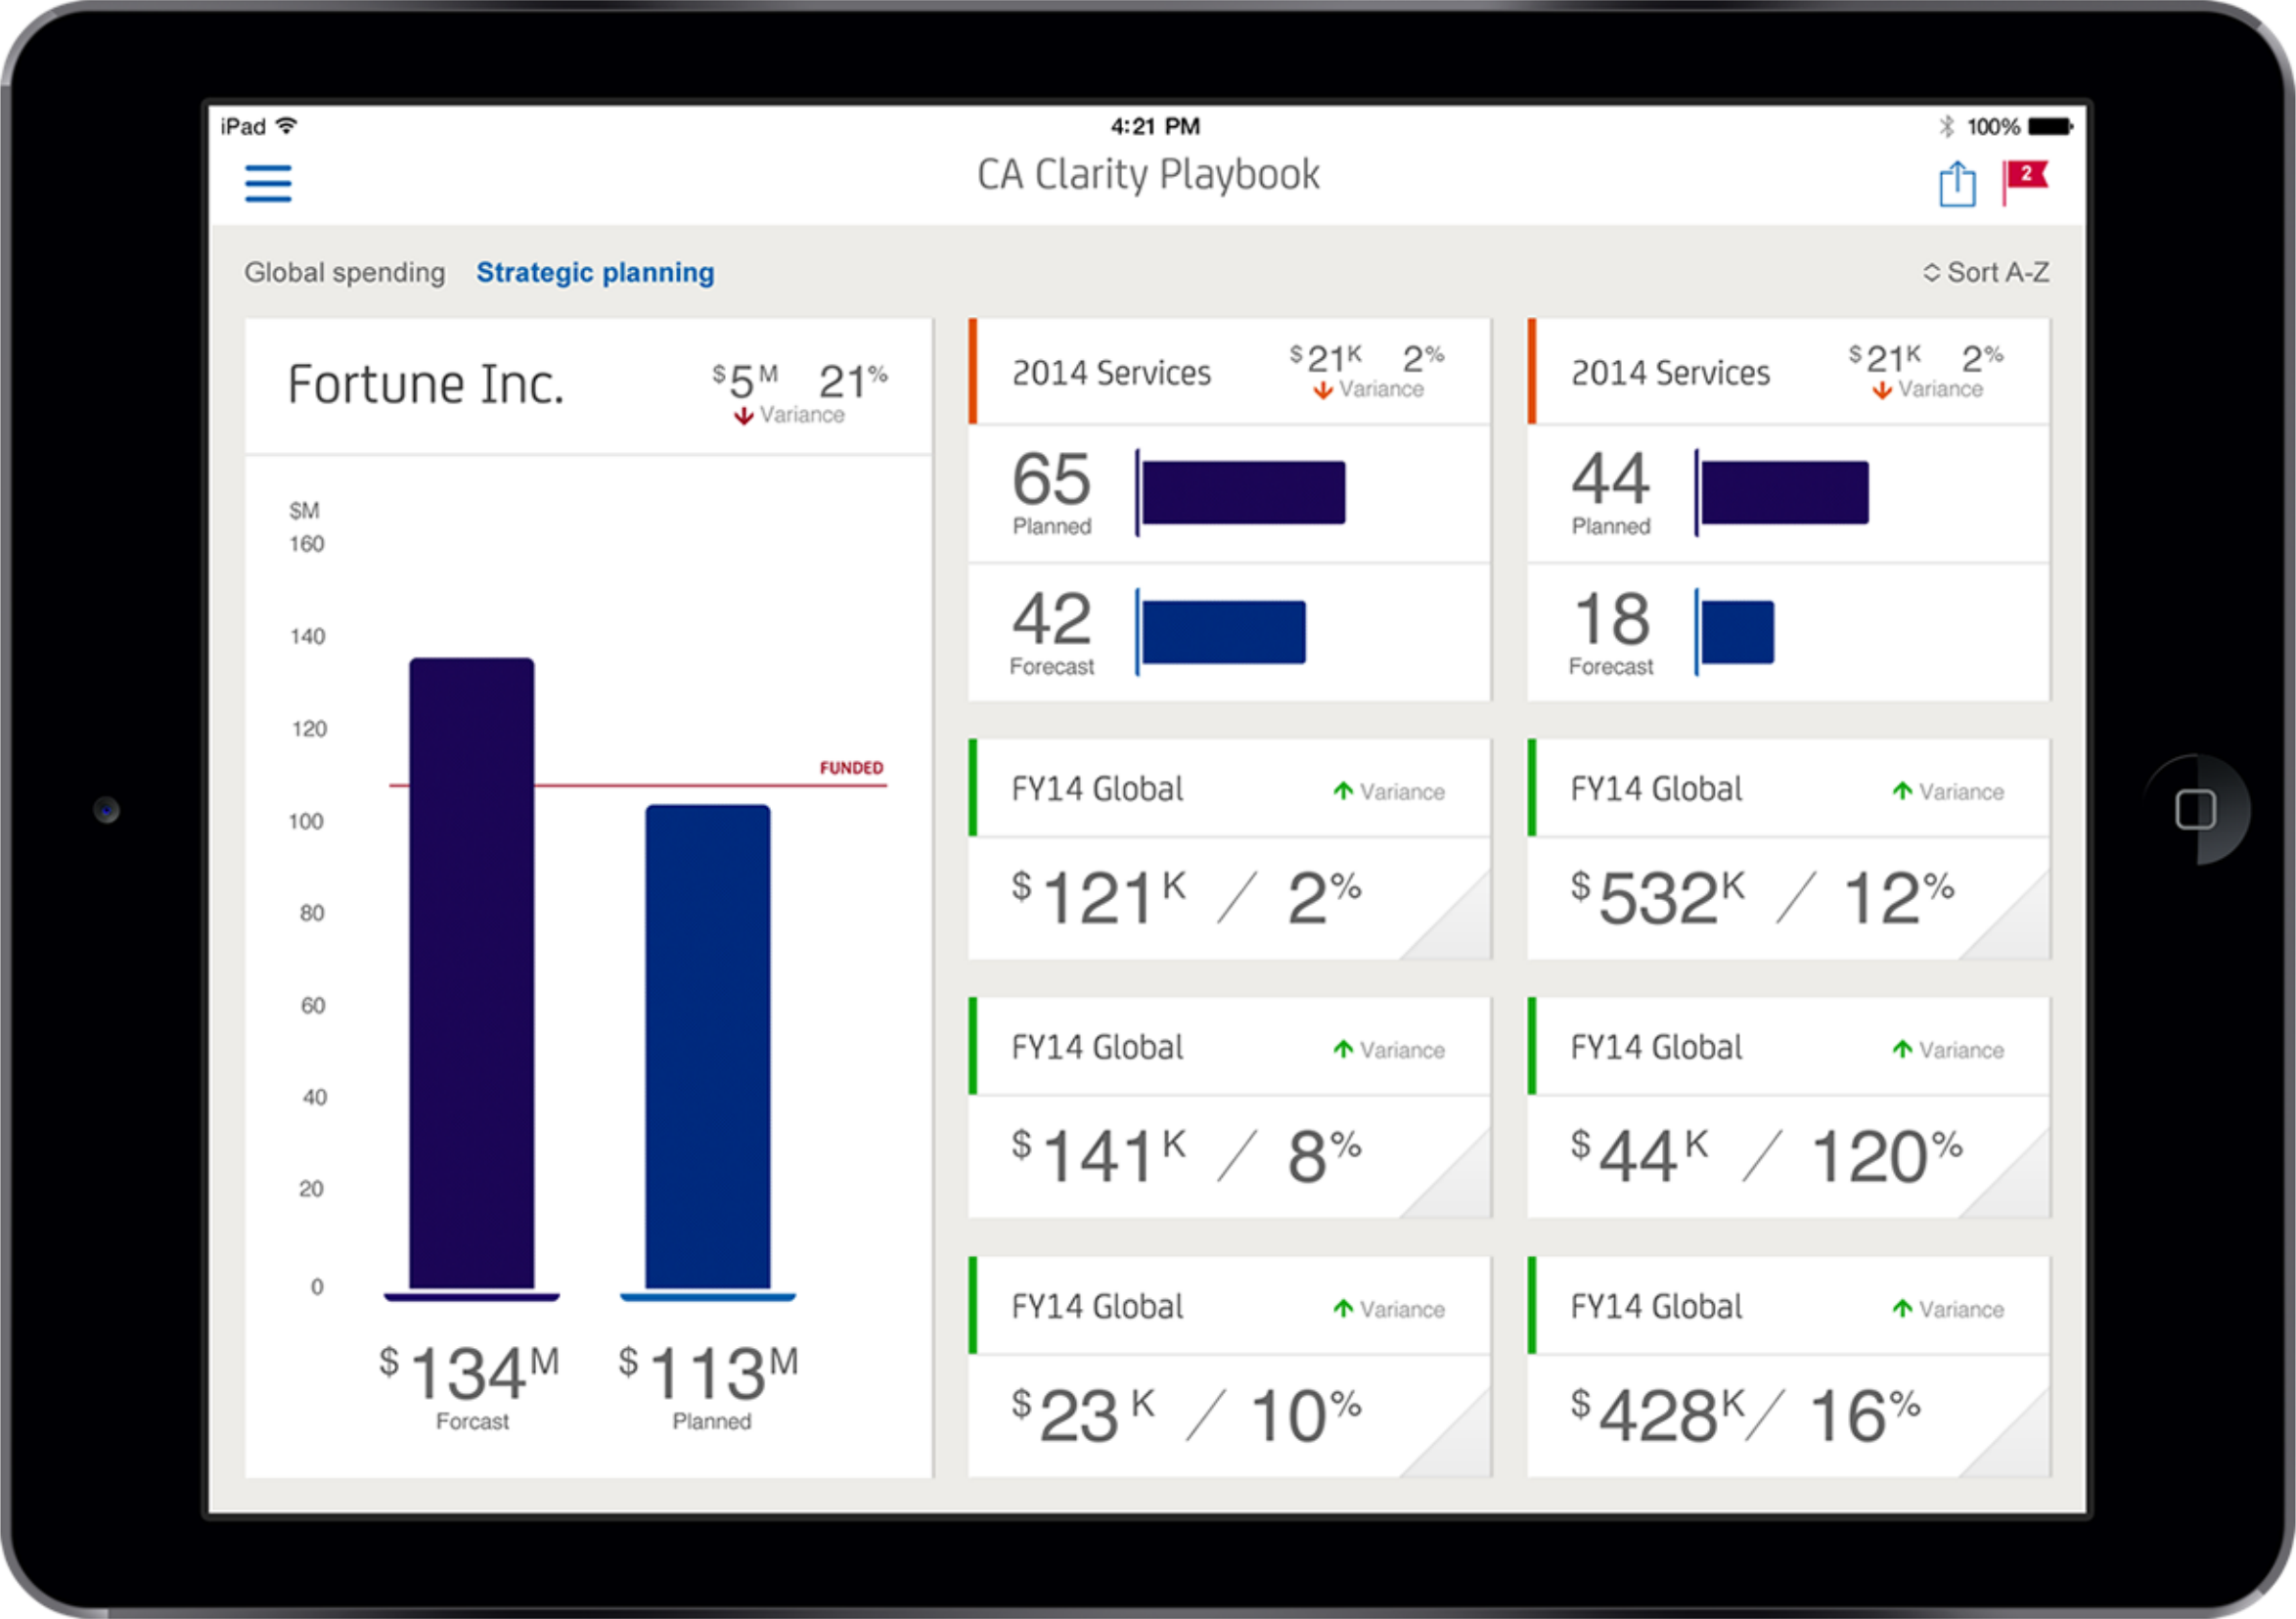 iPad 4:21 PM 100%
CA Clarity Playbook
2
Global spending Strategic planning Sort A-Z
Fortune Inc.
$5M 21%
Variance
$M
160
140
120
100
80
60
40
20
0
FUNDED
$134M $113M
Forcast Planned
2014 Services
$21K 2%
Variance
65
Planned
42
Forecast
2014 Services
$21K 2%
Variance
44
Planned
18
Forecast
FY14 Global Variance
$121K / 2%
FY14 Global Variance
$532K / 12%
FY14 Global Variance
$141K / 8%
FY14 Global Variance
$44K / 120%
FY14 Global Variance
$23K / 10%
FY14 Global Variance
$428K / 16%